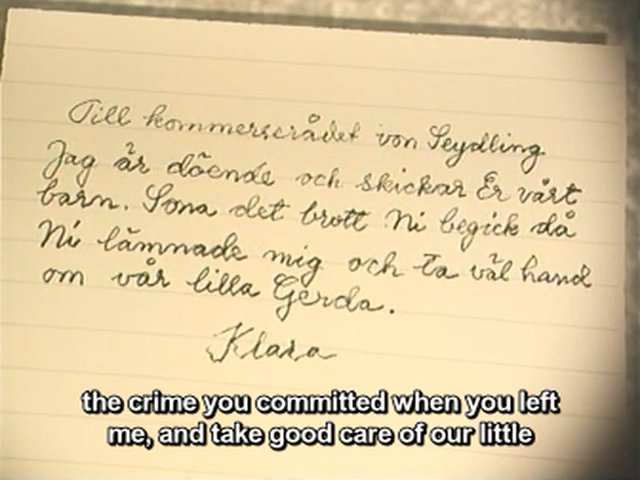 Till kommerserådet von Seydling
Jag är döende och skickar Er vårt
barn. Sona det brott Ni begick då
Ni lämnade mig och ta väl hand
om vår lilla Gerda.
Klara
the crime you committed when you left
me, and take good care of our little